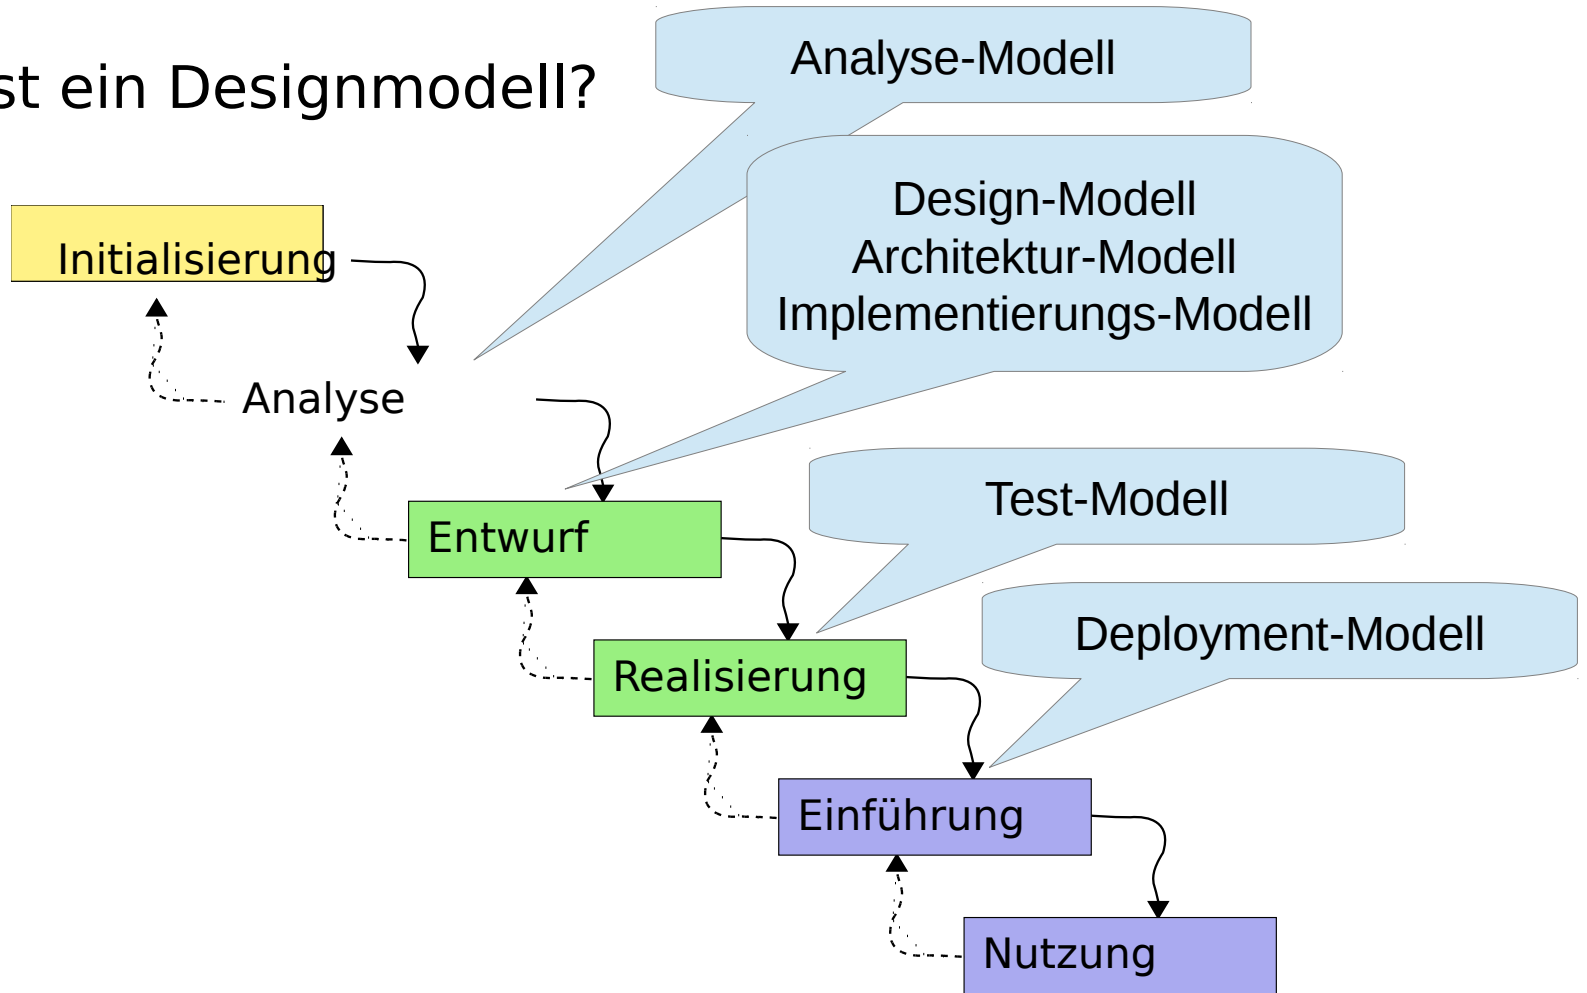 st ein Designmodell?
Analyse-Modell
Design-Modell
Architektur-Modell
Implementierungs-Modell
Initialisierung
Analyse
Test-Modell
Entwurf
Deployment-Modell
Realisierung
Einführung
Nutzung